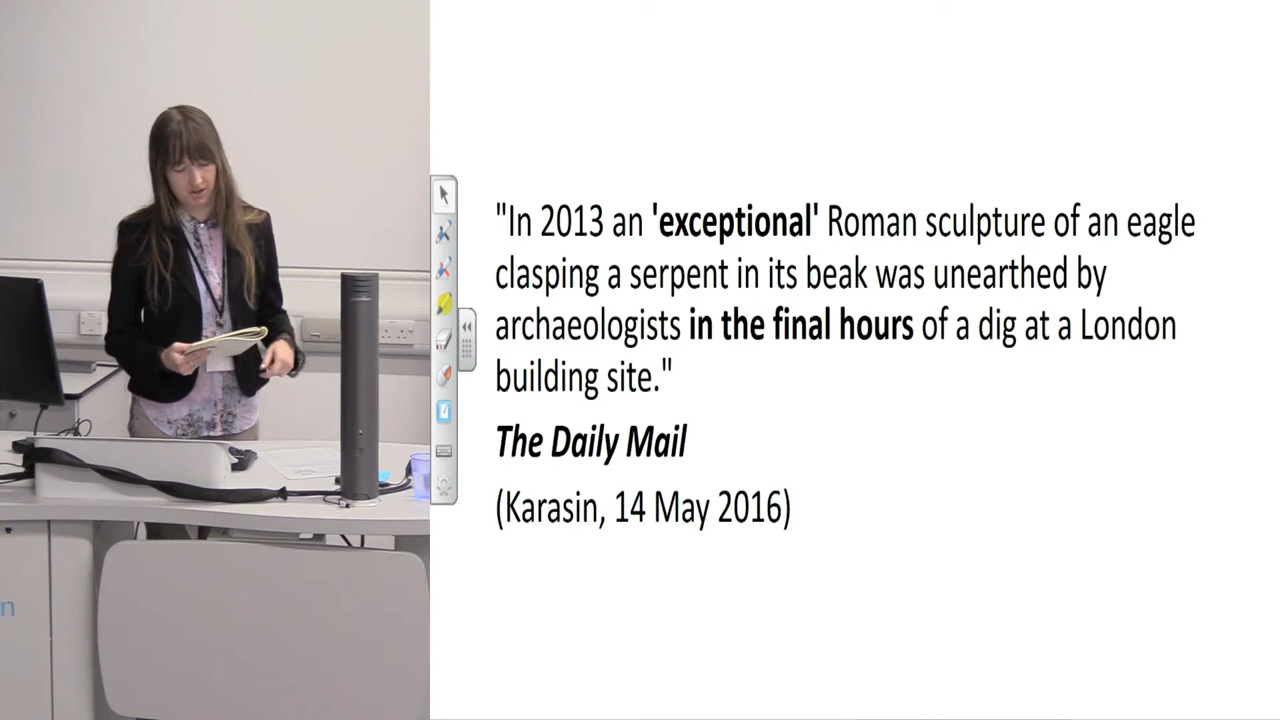 "In 2013 an 'exceptional' Roman sculpture of an eagle
clasping a serpent in its beak was unearthed by
archaeologists in the final hours of a dig at a London
building site."
The Daily Mail
(Karasin, 14 May 2016)
n